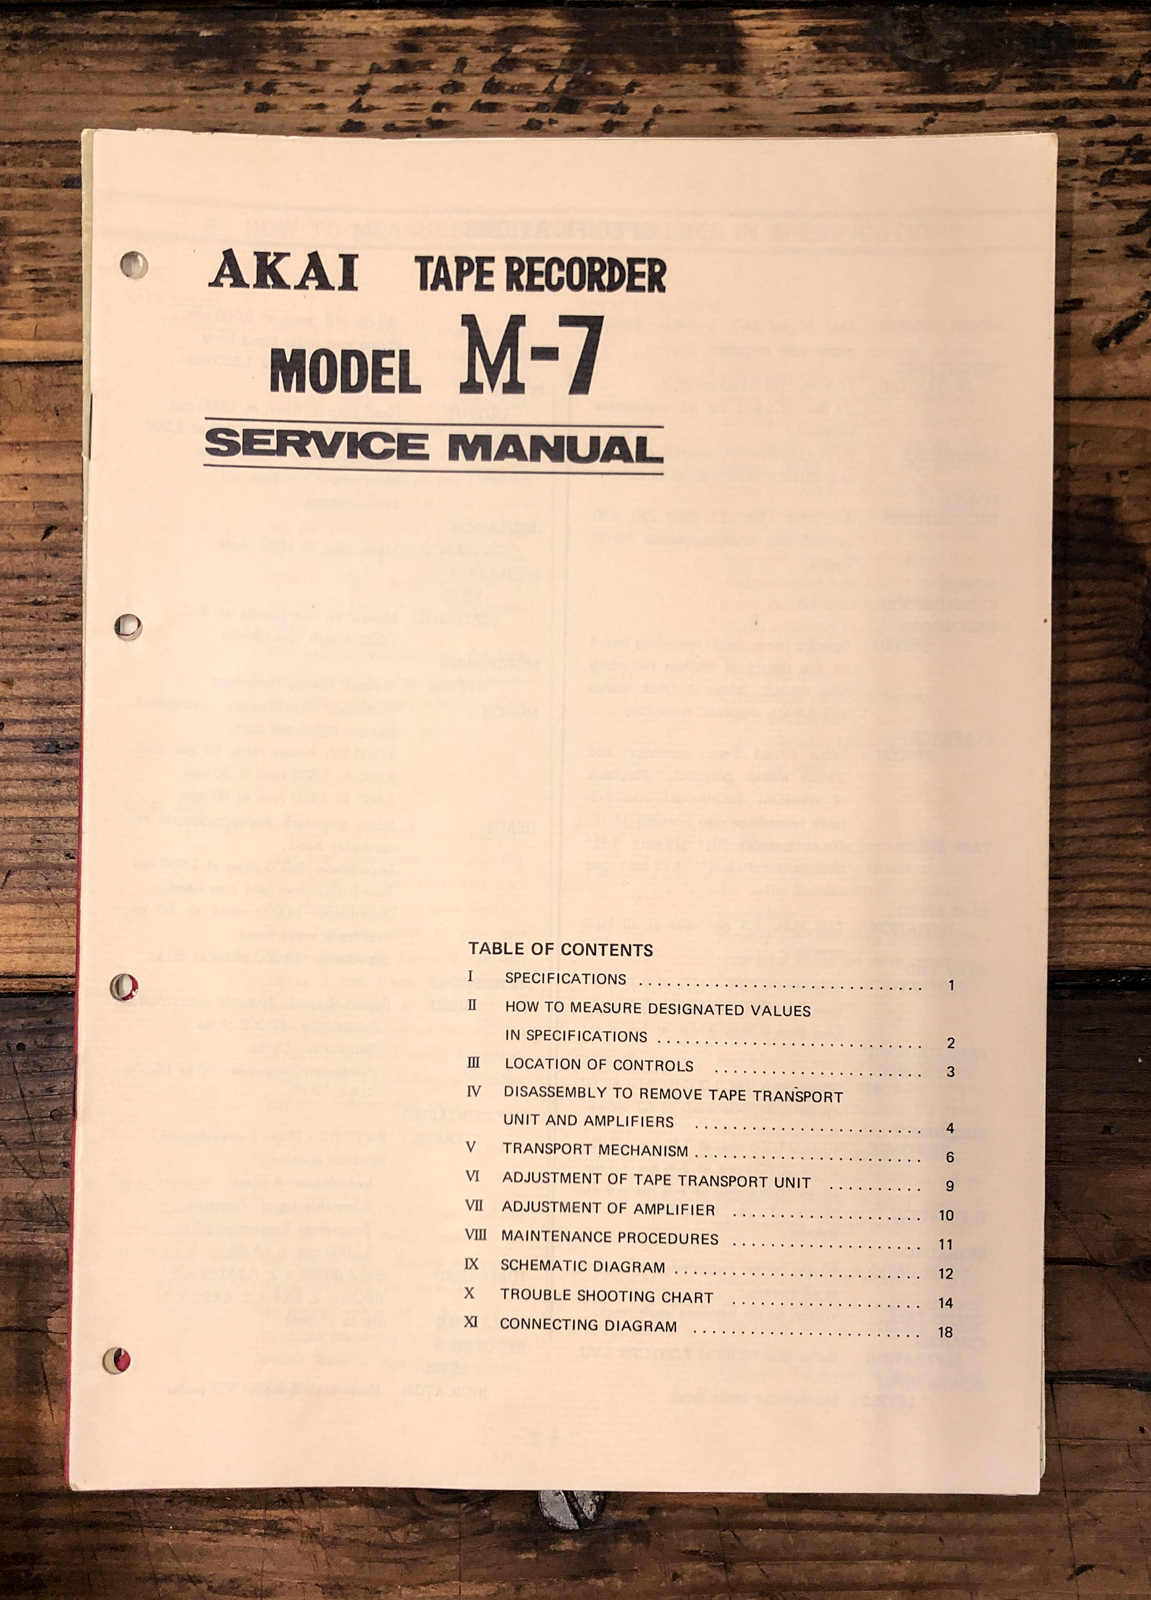 AKAI TAPE RECORDER
MODEL M-7
SERVICE MANUAL
TABLE OF CONTENTS
I SPECIFICATIONS .............................. 1
II HOW TO MEASURE DESIGNATED VALUES
IN SPECIFICATIONS ............................ 2
III LOCATION OF CONTROLS ...................... 3
IV DISASSEMBLY TO REMOVE TAPE TRANSPORT
UNIT AND AMPLIFIERS ........................ 4
V TRANSPORT MECHANISM ........................ 6
VI ADJUSTMENT OF TAPE TRANSPORT UNIT .......... 9
VII ADJUSTMENT OF AMPLIFIER .................... 10
VIII MAINTENANCE PROCEDURES .................... 11
IX SCHEMATIC DIAGRAM .......................... 12
X TROUBLE SHOOTING CHART .................... 14
XI CONNECTING DIAGRAM ........................ 18